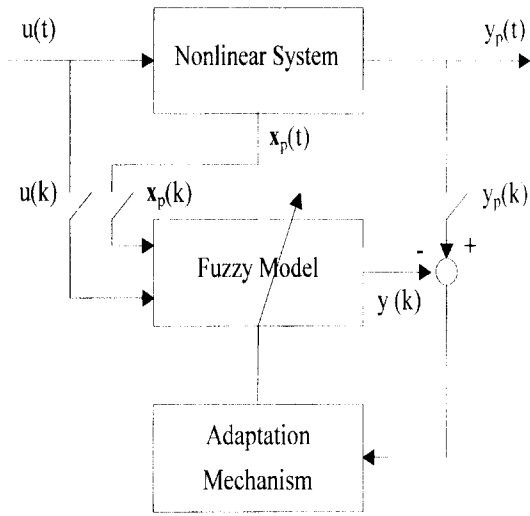 u(t)
y_p(t)
Nonlinear System
x_p(t)
u(k)
x_p(k)
y_p(k)
Fuzzy Model
-
+
y (k)
Adaptation
Mechanism